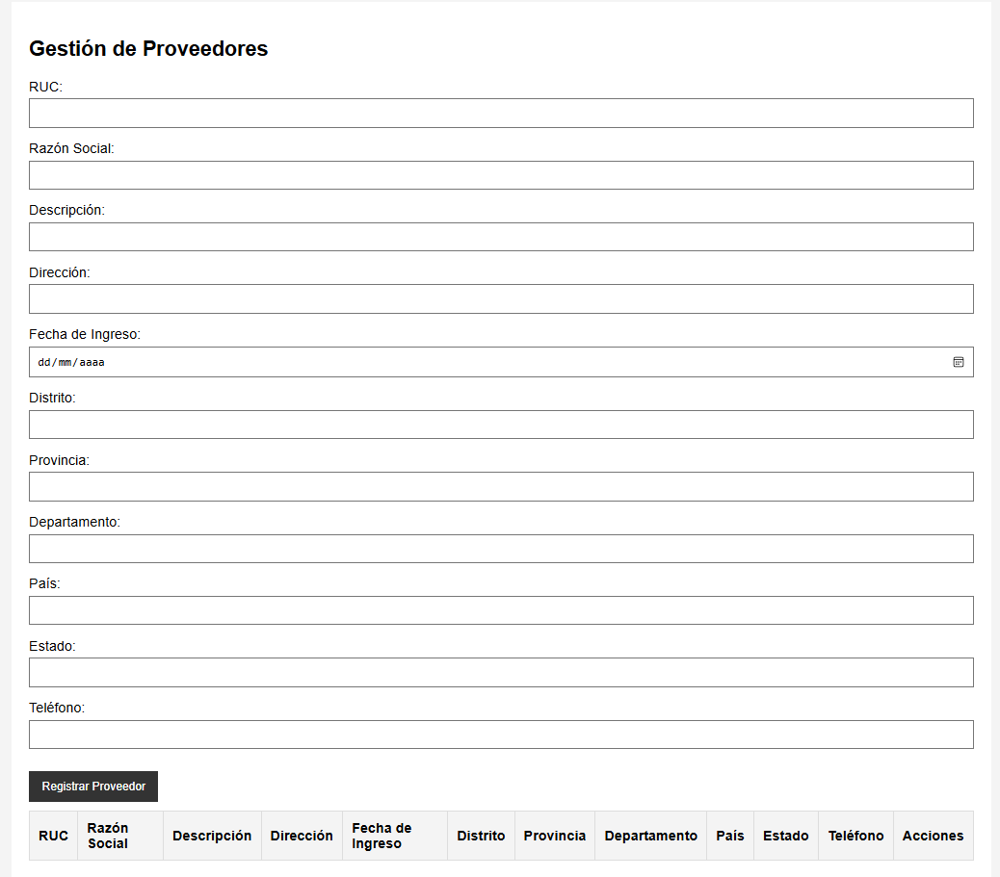 Gestión de Proveedores
RUC:
Razón Social:
Descripción:
Dirección:
Fecha de Ingreso:
dd/mm/aaaa
Distrito:
Provincia:
Departamento:
País:
Estado:
Teléfono:
Registrar Proveedor
RUC Razón Social Descripción Dirección Fecha de Ingreso Distrito Provincia Departamento País Estado Teléfono Acciones